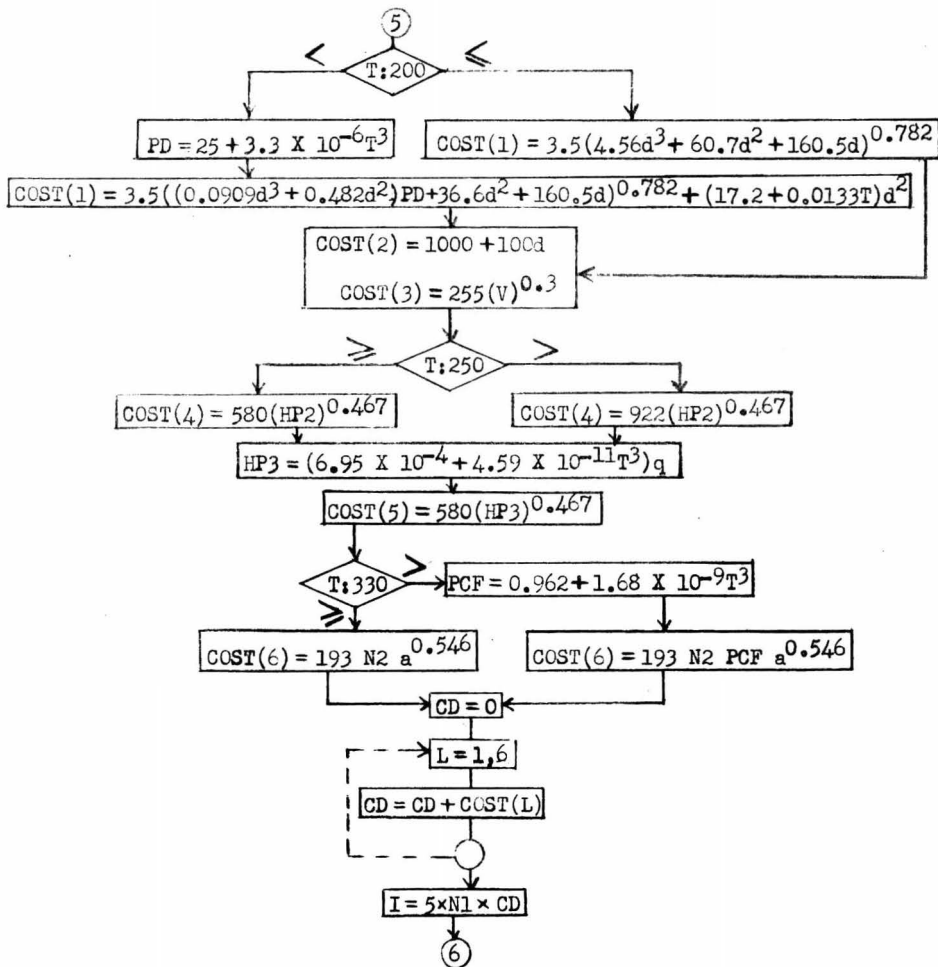 5
< T:200 ≤
PD = 25 + 3.3 X 10⁻⁶T³
COST(1) = 3.5(4.56d³ + 60.7d² + 160.5d)^0.782
COST(1) = 3.5((0.0909d³ + 0.482d²)PD+36.6d² + 160.5d)^0.782 + (17.2 + 0.0133T)d²
COST(2) = 1000 + 100d
COST(3) = 255(V)^0.3
≥ T:250 >
COST(4) = 580(HP2)^0.467
COST(4) = 922(HP2)^0.467
HP3 = (6.95 X 10⁻⁴ + 4.59 X 10⁻¹¹T³)q
COST(5) = 580(HP3)^0.467
T:330 >
PCF = 0.962 + 1.68 X 10⁻⁹T³
≥
COST(6) = 193 N2 a^0.546
COST(6) = 193 N2 PCF a^0.546
CD = 0
L = 1,6
CD = CD + COST(L)
I = 5×N1 × CD
6